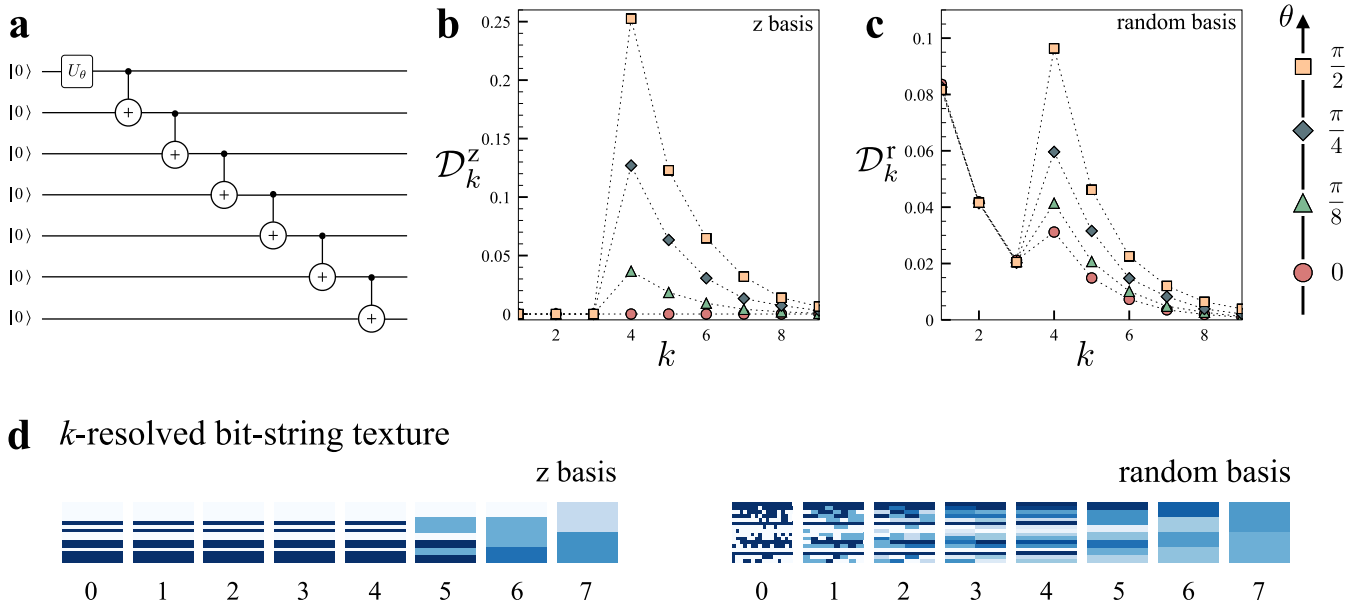 a
|0⟩ U_θ
|0⟩ +
|0⟩ +
|0⟩ +
|0⟩ +
|0⟩ +
|0⟩ +
b
z basis
0.25
0.2
0.15
0.1
0.05
0
𝒟ᶻₖ
2 4 6 8
k
c
random basis
0.1
0.08
0.06
0.04
0.02
0
𝒟ʳₖ
2 4 6 8
k
θ
π/2
π/4
π/8
0
d k-resolved bit-string texture
z basis
0 1 2 3 4 5 6 7
random basis
0 1 2 3 4 5 6 7